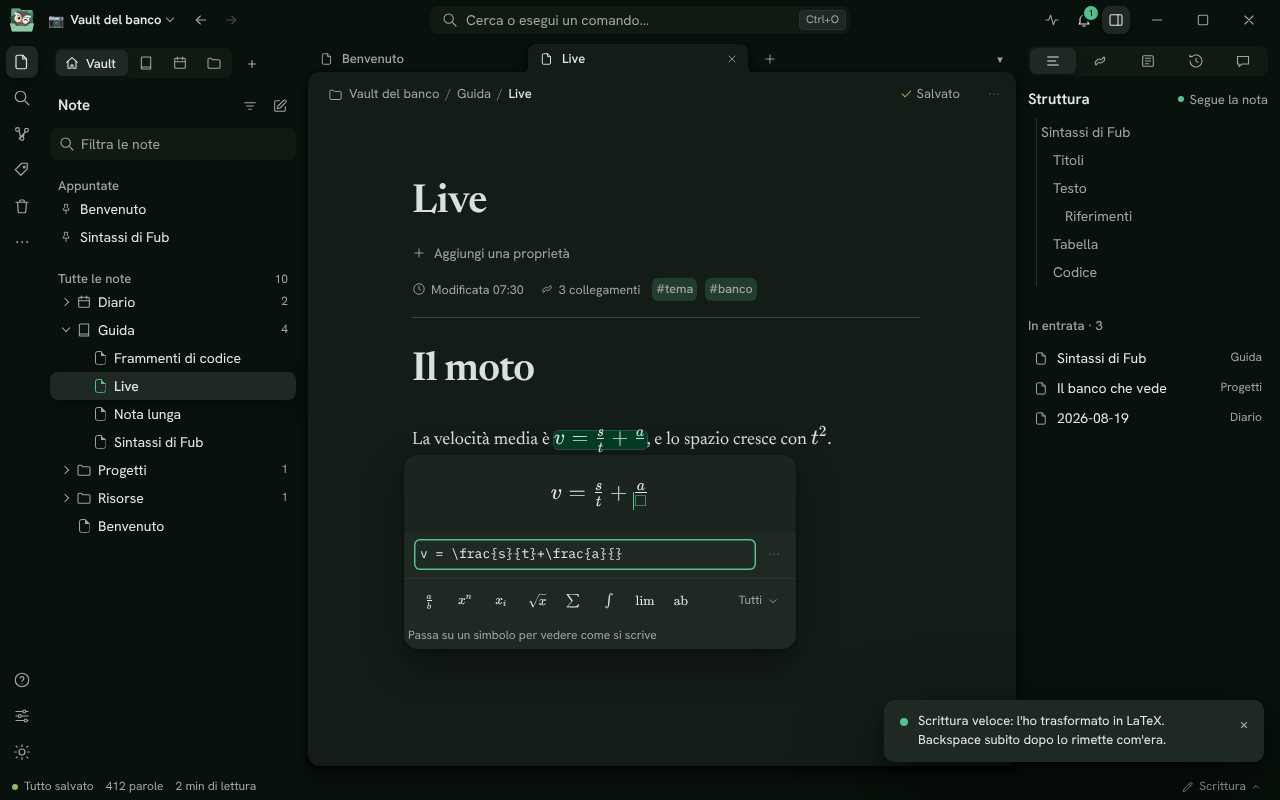 Vault del banco
Cerca o esegui un comando…
Ctrl+O
1
Vault
Benvenuto
Live
Note
Filtra le note
Appuntate
Benvenuto
Sintassi di Fub
Tutte le note 10
Diario 2
Guida 4
Frammenti di codice
Live
Nota lunga
Sintassi di Fub
Progetti 1
Risorse 1
Benvenuto
Vault del banco / Guida / Live
Salvato
Live
Aggiungi una proprietà
Modificata 07:30 3 collegamenti #tema #banco
Il moto
La velocità media è v = s/t + a, e lo spazio cresce con t².
v = s/t + a/□
v = \frac{s}{t}+\frac{a}{}
a/b xⁿ xᵢ √x ∑ ∫ lim ab Tutti
Passa su un simbolo per vedere come si scrive
Struttura Segue la nota
Sintassi di Fub
Titoli
Testo
Riferimenti
Tabella
Codice
In entrata · 3
Sintassi di Fub Guida
Il banco che vede Progetti
2026-08-19 Diario
Scrittura veloce: l'ho trasformato in LaTeX.
Backspace subito dopo lo rimette com'era.
Tutto salvato 412 parole 2 min di lettura
Scrittura